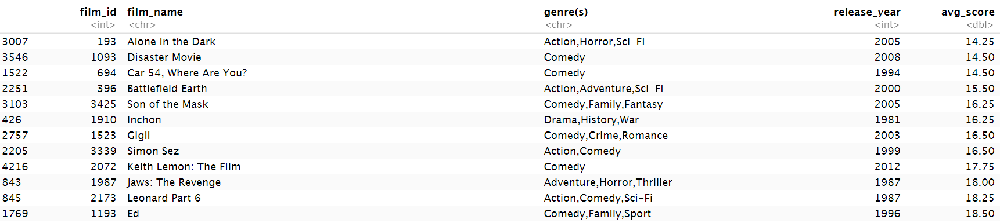 film_id film_name genre(s) release_year avg_score
<int> <chr> <chr> <int> <dbl>
3007 193 Alone in the Dark Action,Horror,Sci-Fi 2005 14.25
3546 1093 Disaster Movie Comedy 2008 14.50
1522 694 Car 54, Where Are You? Comedy 1994 14.50
2251 396 Battlefield Earth Action,Adventure,Sci-Fi 2000 15.50
3103 3425 Son of the Mask Comedy,Family,Fantasy 2005 16.25
426 1910 Inchon Drama,History,War 1981 16.25
2757 1523 Gigli Comedy,Crime,Romance 2003 16.50
2205 3339 Simon Sez Action,Comedy 1999 16.50
4216 2072 Keith Lemon: The Film Comedy 2012 17.75
843 1987 Jaws: The Revenge Adventure,Horror,Thriller 1987 18.00
845 2173 Leonard Part 6 Action,Comedy,Sci-Fi 1987 18.25
1769 1193 Ed Comedy,Family,Sport 1996 18.50